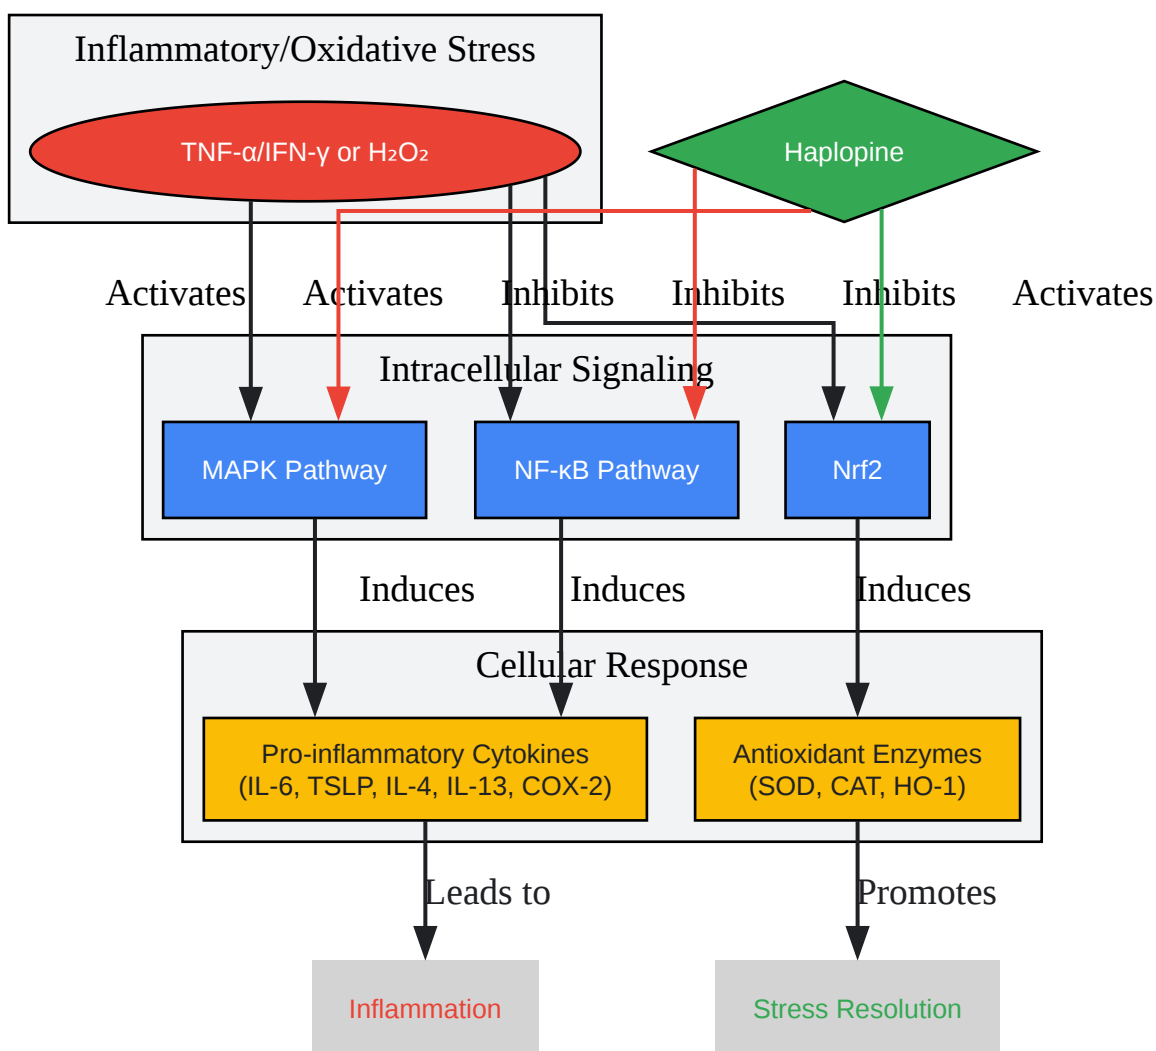 Inflammatory/Oxidative Stress
TNF-α/IFN-γ or H₂O₂
Haplopine
Activates
Activates
Inhibits
Inhibits
Inhibits
Activates
Intracellular Signaling
MAPK Pathway
NF-κB Pathway
Nrf2
Induces
Induces
Induces
Cellular Response
Pro-inflammatory Cytokines
(IL-6, TSLP, IL-4, IL-13, COX-2)
Antioxidant Enzymes
(SOD, CAT, HO-1)
Leads to
Promotes
Inflammation
Stress Resolution